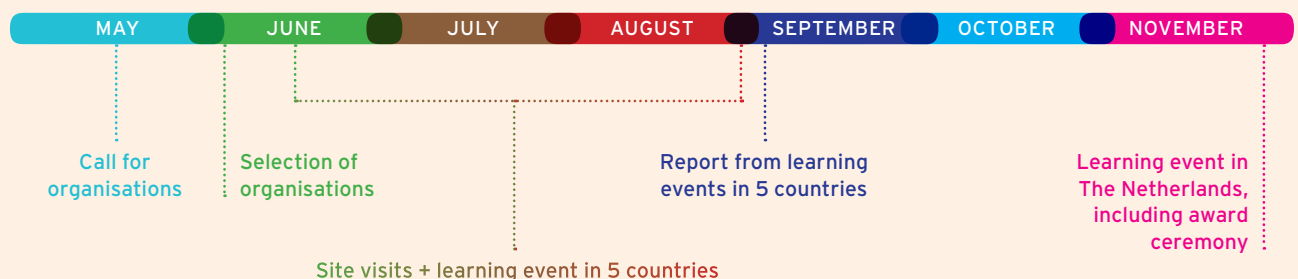 MAY JUNE JULY AUGUST SEPTEMBER OCTOBER NOVEMBER
Call for
organisations
Selection of
organisations
Site visits + learning event in 5 countries
Report from learning
events in 5 countries
Learning event in
The Netherlands,
including award
ceremony